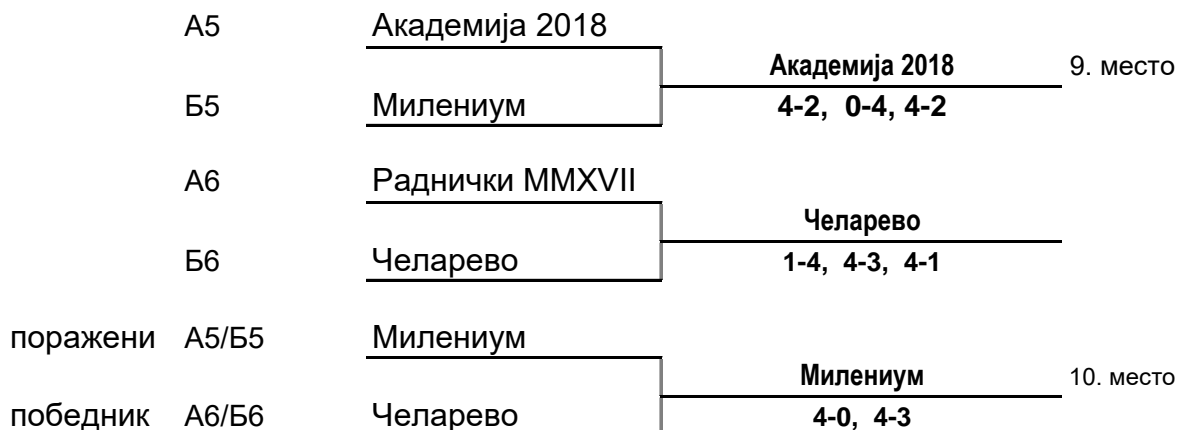 А5 Академија 2018
Академија 2018 9. место
Б5 Милениум 4-2, 0-4, 4-2
А6 Раднички MMXVII
Челарево
Б6 Челарево 1-4, 4-3, 4-1
поражени А5/Б5 Милениум
Милениум 10. место
победник А6/Б6 Челарево 4-0, 4-3